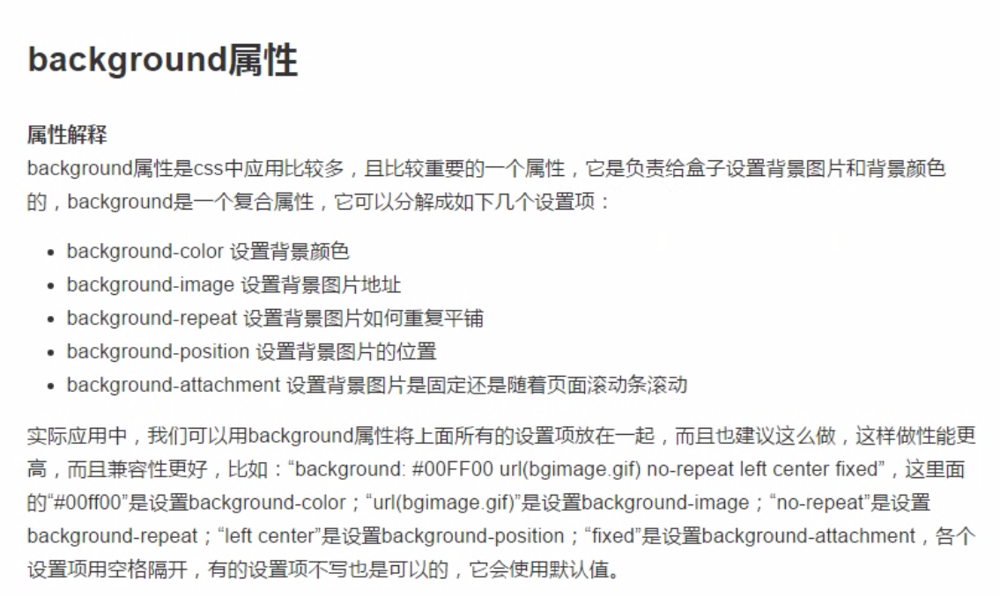 background属性
属性解释
background属性是css中应用比较多，且比较重要的一个属性，它是负责给盒子设置背景图片和背景颜色
的，background是一个复合属性，它可以分解成如下几个设置项：
• background-color 设置背景颜色
• background-image 设置背景图片地址
• background-repeat 设置背景图片如何重复平铺
• background-position 设置背景图片的位置
• background-attachment 设置背景图片是固定还是随着页面滚动条滚动
实际应用中，我们可以用background属性将上面所有的设置项放在一起，而且也建议这么做，这样做性能更
高，而且兼容性更好，比如：“background: #00FF00 url(bgimage.gif) no-repeat left center fixed”，这里面
的“#00ff00”是设置background-color；“url(bgimage.gif)”是设置background-image；“no-repeat”是设置
background-repeat；“left center”是设置background-position；“fixed”是设置background-attachment，各个
设置项用空格隔开，有的设置项不写也是可以的，它会使用默认值。